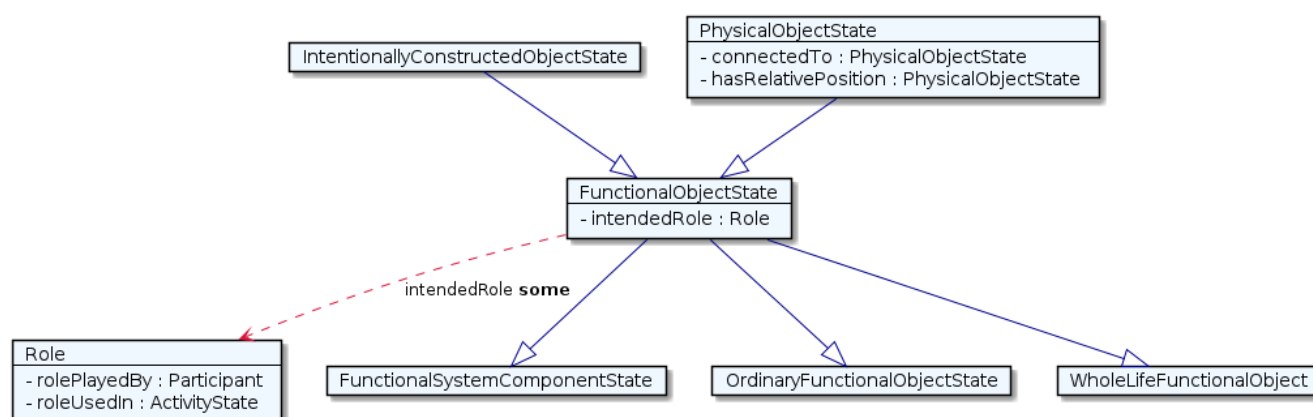 IntentionallyConstructedObjectState
PhysicalObjectState
- connectedTo : PhysicalObjectState
- hasRelativePosition : PhysicalObjectState
FunctionalObjectState
- intendedRole : Role
intendedRole some
Role
- rolePlayedBy : Participant
- roleUsedIn : ActivityState
FunctionalSystemComponentState
OrdinaryFunctionalObjectState
WholeLifeFunctionalObject